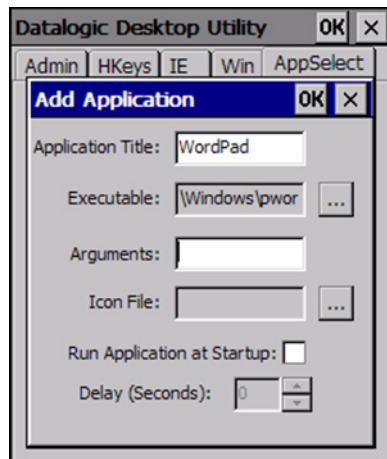 Datalogic Desktop Utility OK ×
Admin HKeys IE Win AppSelect
Add Application OK ×
Application Title: WordPad
Executable: \Windows\pwor ...
Arguments:
Icon File: ...
Run Application at Startup:
Delay (Seconds): 0